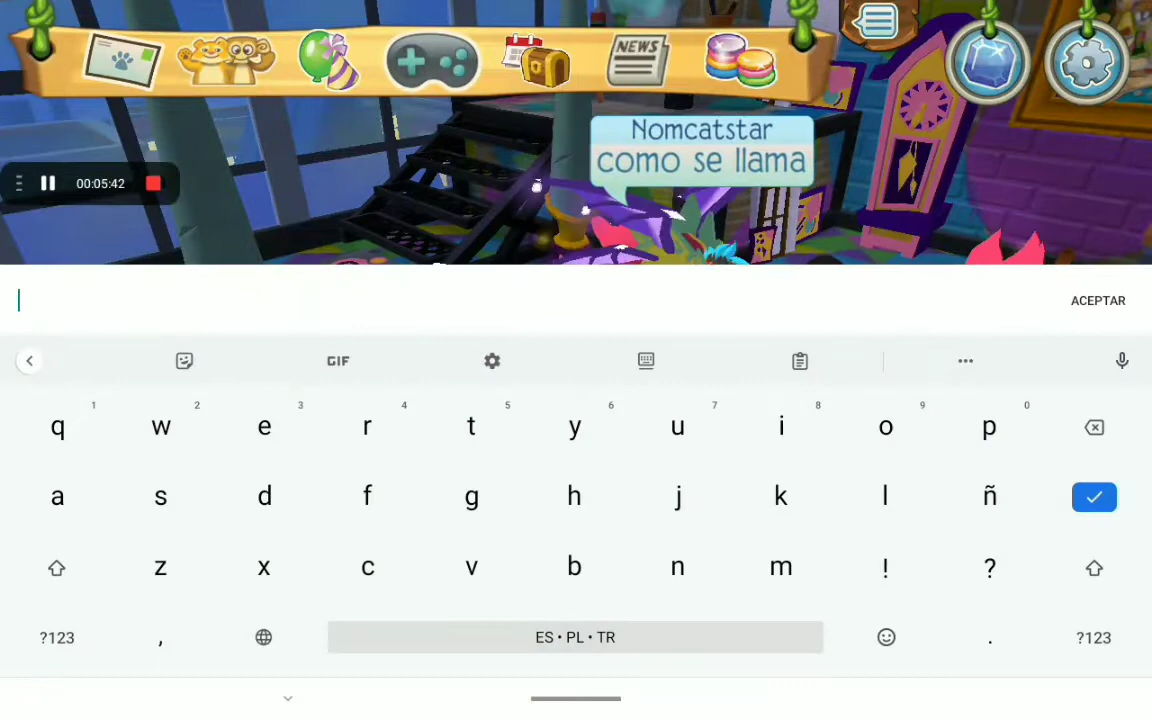 NEWS
Nomcatstar
como se llama
00:05:42
ACEPTAR
GIF
1 2 3 4 5 6 7 8 9 0
q w e r t y u i o p
a s d f g h j k l ñ
z x c v b n m ! ?
?123 , ES • PL • TR . ?123